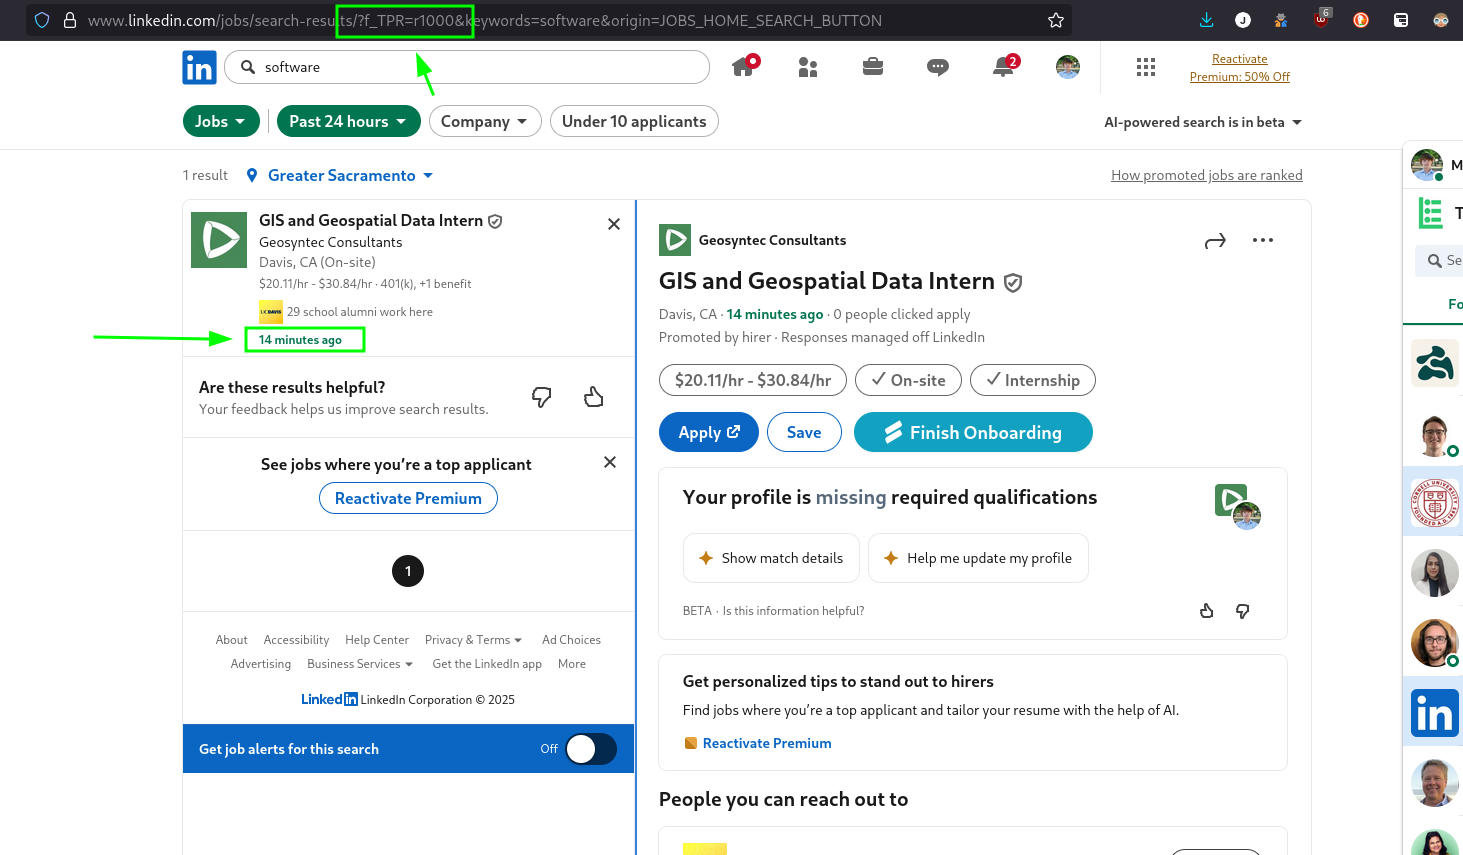 www.linkedin.com/jobs/search-results/?f_TPR=r1000&keywords=software&origin=JOBS_HOME_SEARCH_BUTTON
J
6
in
software
2
Reactivate
Premium: 50% Off
Jobs
Past 24 hours
Company
Under 10 applicants
AI-powered search is in beta
1 result
Greater Sacramento
How promoted jobs are ranked
GIS and Geospatial Data Intern
Geosyntec Consultants
Davis, CA (On-site)
$20.11/hr - $30.84/hr · 401(k), +1 benefit
UCDAVIS
29 school alumni work here
14 minutes ago
Are these results helpful?
Your feedback helps us improve search results.
See jobs where you’re a top applicant
Reactivate Premium
1
About
Accessibility
Help Center
Privacy & Terms
Ad Choices
Advertising
Business Services
Get the LinkedIn app
More
LinkedIn LinkedIn Corporation © 2025
Get job alerts for this search
Off
Geosyntec Consultants
GIS and Geospatial Data Intern
Davis, CA · 14 minutes ago · 0 people clicked apply
Promoted by hirer · Responses managed off LinkedIn
$20.11/hr - $30.84/hr
On-site
Internship
Apply
Save
Finish Onboarding
Your profile is missing required qualifications
Show match details
Help me update my profile
BETA · Is this information helpful?
Get personalized tips to stand out to hirers
Find jobs where you’re a top applicant and tailor your resume with the help of AI.
Reactivate Premium
People you can reach out to
M
T
Se
Fo
CORNELL UNIVERSITY
FOUNDED A.D. 1865
in